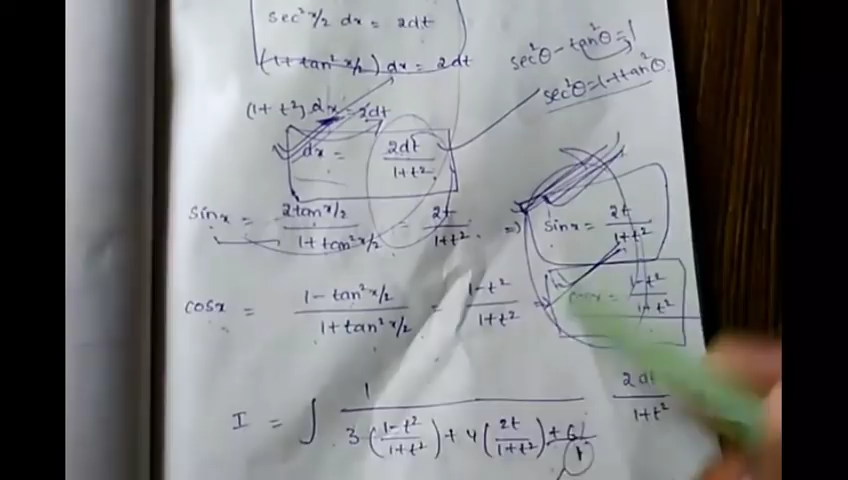 sec²x/2 dx = 2dt
(1+tan²x/2) dx = 2dt
sec²θ - tan²θ = 1
sec²θ = 1+tan²θ
(1+t²) dx = 2dt
dx = 2dt/1+t²
sinx = 2tanx/2 / 1+tan²x/2 = 2t/1+t² ⇒ sinx = 2t/1+t²
cosx = 1-tan²x/2 / 1+tan²x/2 = 1-t²/1+t² ⇒ cosx = 1-t²/1+t²
I = ∫ 1 / 3(1-t²/1+t²) + 4(2t/1+t²) + 6/1 2dt/1+t²